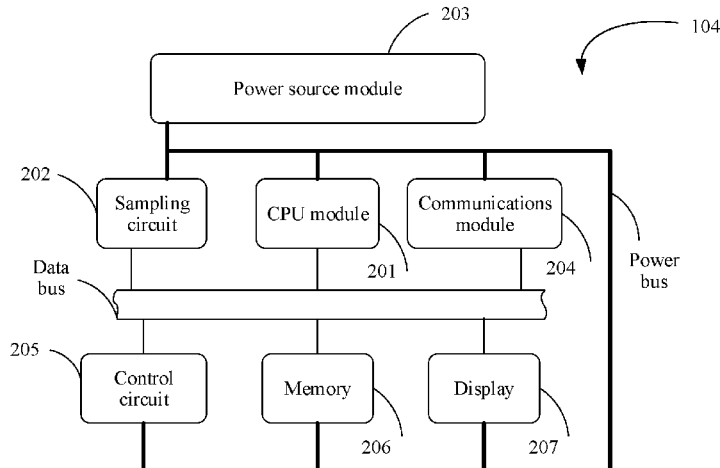 203
104
Power source module
202
Sampling
circuit
CPU module
Communications
module
201
204
Power
bus
Data
bus
205
Control
circuit
Memory
Display
206
207